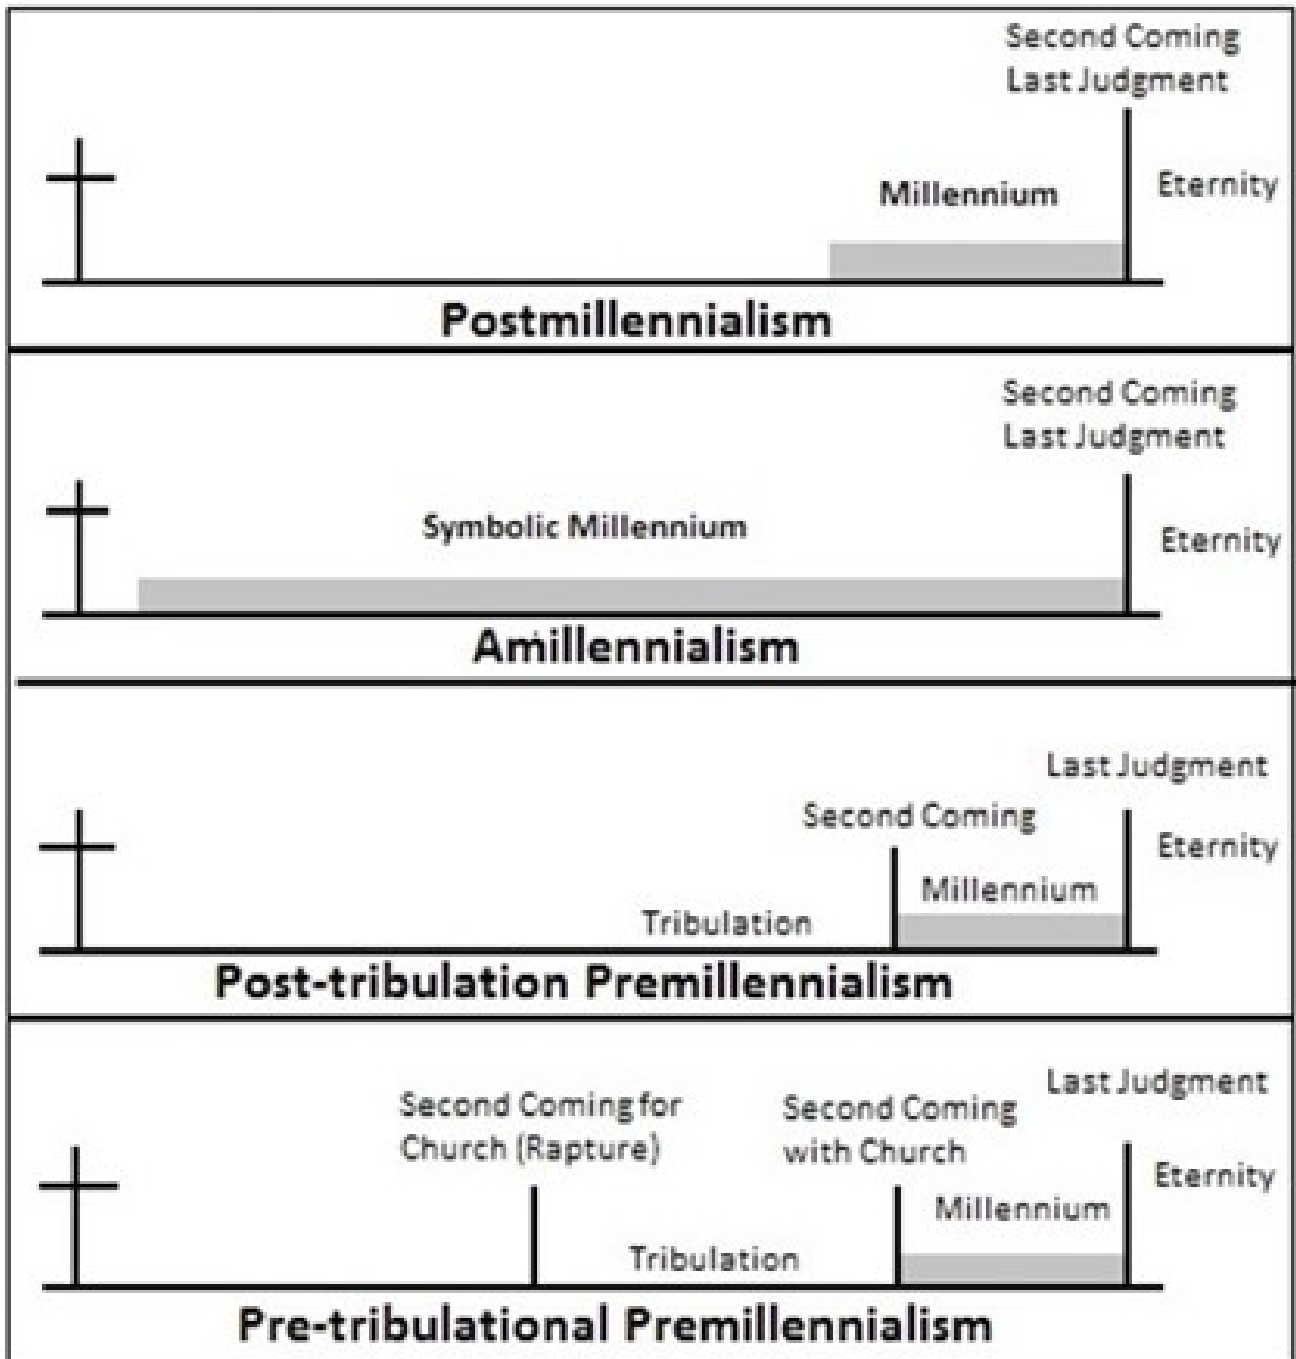 Second Coming
Last Judgment
Millennium
Eternity
Postmillennialism
Second Coming
Last Judgment
Symbolic Millennium
Eternity
Amillennialism
Last Judgment
Second Coming
Eternity
Millennium
Tribulation
Post-tribulation Premillennialism
Last Judgment
Second Coming for
Church (Rapture)
Second Coming
with Church
Eternity
Millennium
Tribulation
Pre-tribulational Premillennialism